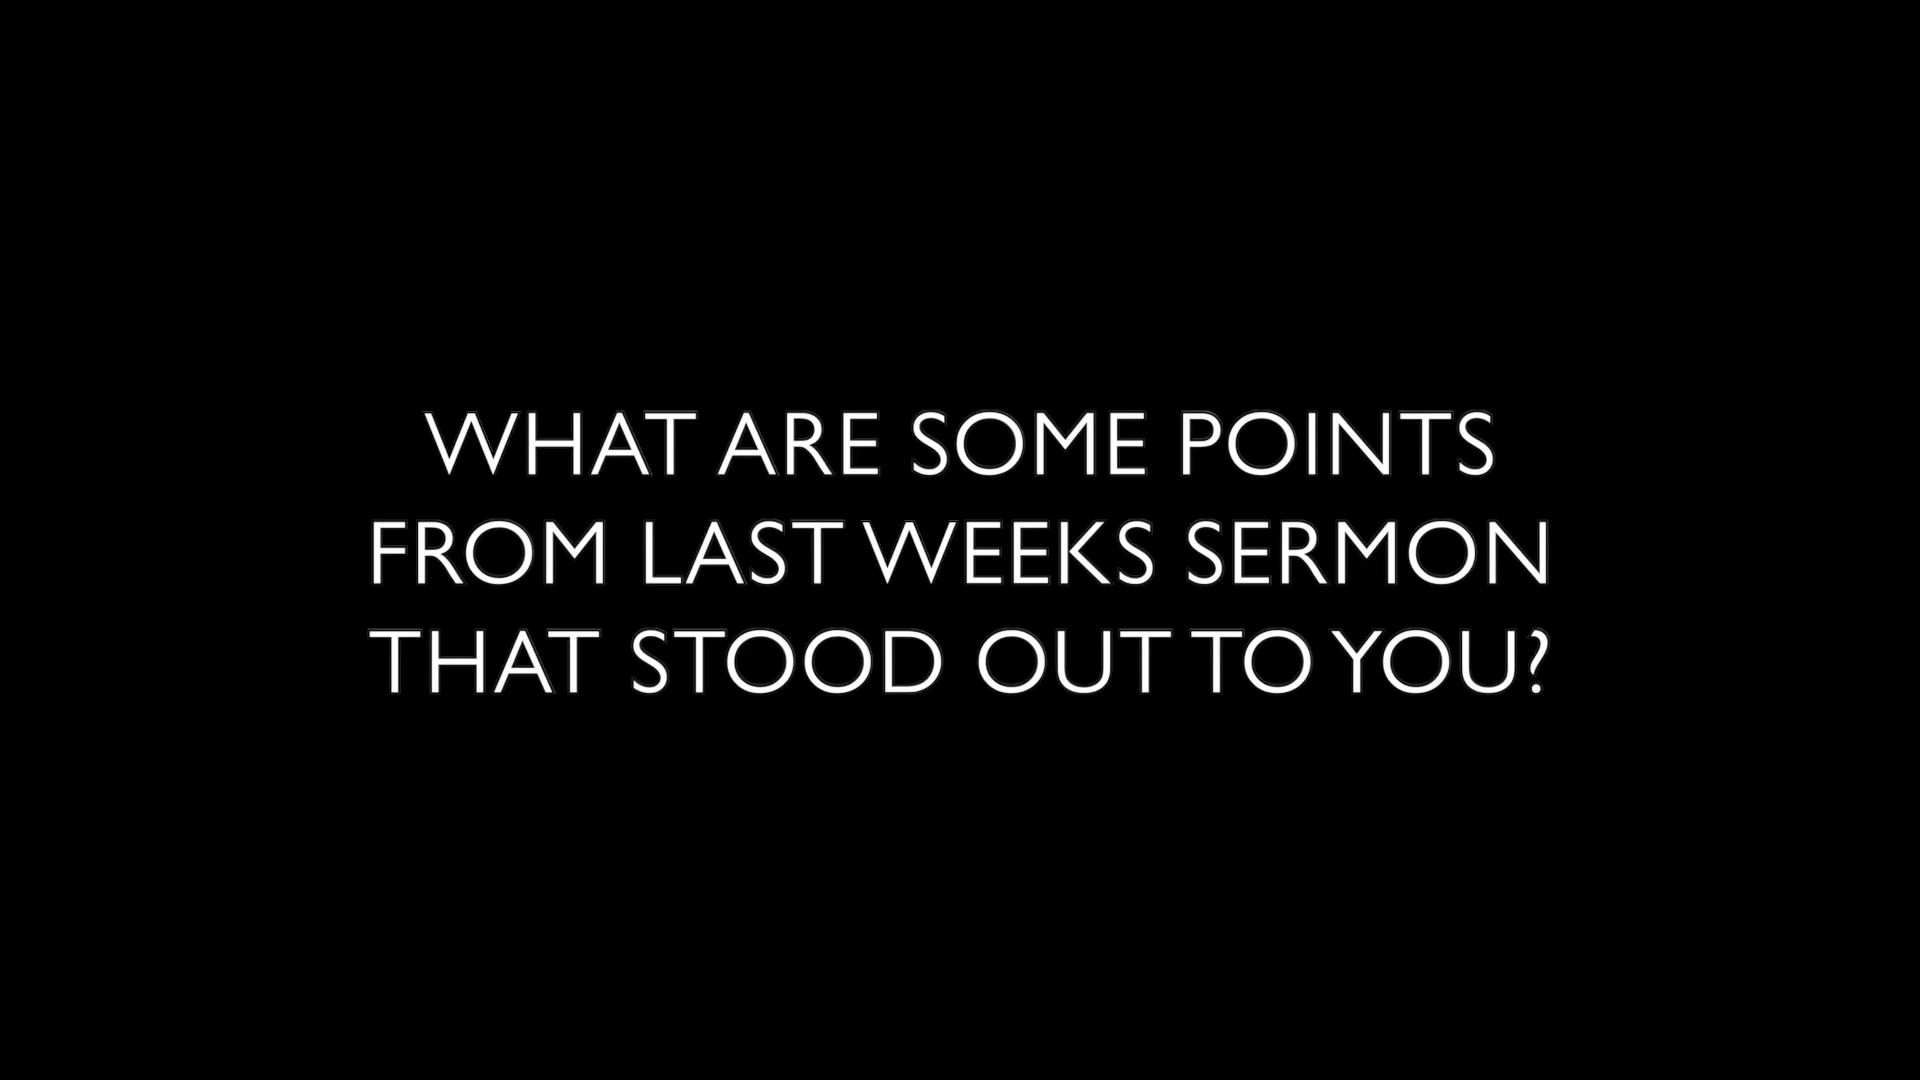 WHAT ARE SOME POINTS
FROM LAST WEEKS SERMON
THAT STOOD OUT TO YOU?